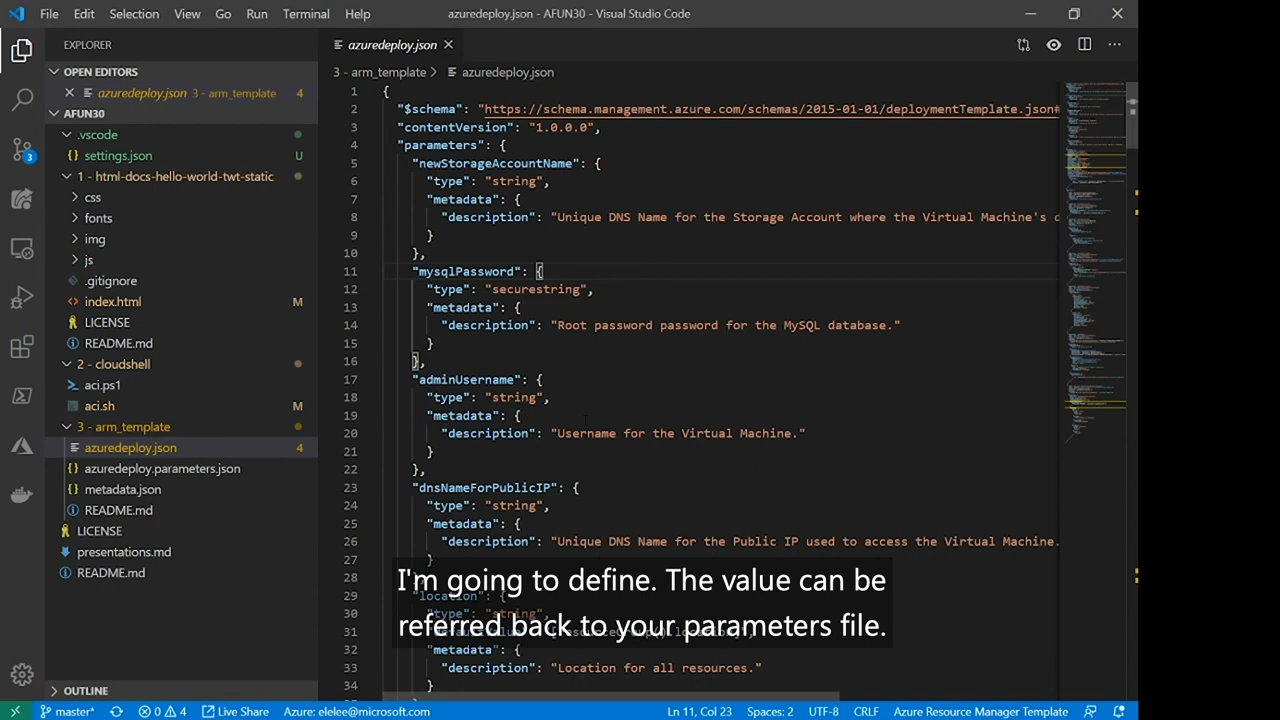 File Edit Selection View Go Run Terminal Help
azuredeploy.json - AFUN30 - Visual Studio Code
EXPLORER
OPEN EDITORS
azuredeploy.json 3 - arm_template 4
AFUN30
.vscode
settings.json U
1 - html-docs-hello-world-twt-static
css
fonts
img
js
.gitignore
index.html M
LICENSE
README.md
2 - cloudshell
aci.ps1
aci.sh M
3 - arm_template
azuredeploy.json 4
azuredeploy.parameters.json
metadata.json
README.md
LICENSE
presentations.md
README.md
OUTLINE
3
azuredeploy.json
3 - arm_template > azuredeploy.json
1 {
2 "$schema": "https://schema.management.azure.com/schemas/2015-01-01/deploymentTemplate.json#
3 "contentVersion": "1.0.0.0",
4 "parameters": {
5 "newStorageAccountName": {
6 "type": "string",
7 "metadata": {
8 "description": "Unique DNS Name for the Storage Account where the Virtual Machine's d
9 }
10 },
11 "mysqlPassword": {
12 "type": "securestring",
13 "metadata": {
14 "description": "Root password password for the MySQL database."
15 }
16 },
17 "adminUsername": {
18 "type": "string",
19 "metadata": {
20 "description": "Username for the Virtual Machine."
21 }
22 },
23 "dnsNameForPublicIP": {
24 "type": "string",
25 "metadata": {
26 "description": "Unique DNS Name for the Public IP used to access the Virtual Machine.
27 }
28
29 "location": {
30 "type": "string",
31
32 "metadata": {
33 "description": "Location for all resources."
34 }
I'm going to define. The value can be
referred back to your parameters file.
master* 0 4 Live Share Azure: elelee@microsoft.com Ln 11, Col 23 Spaces: 2 UTF-8 CRLF Azure Resource Manager Template